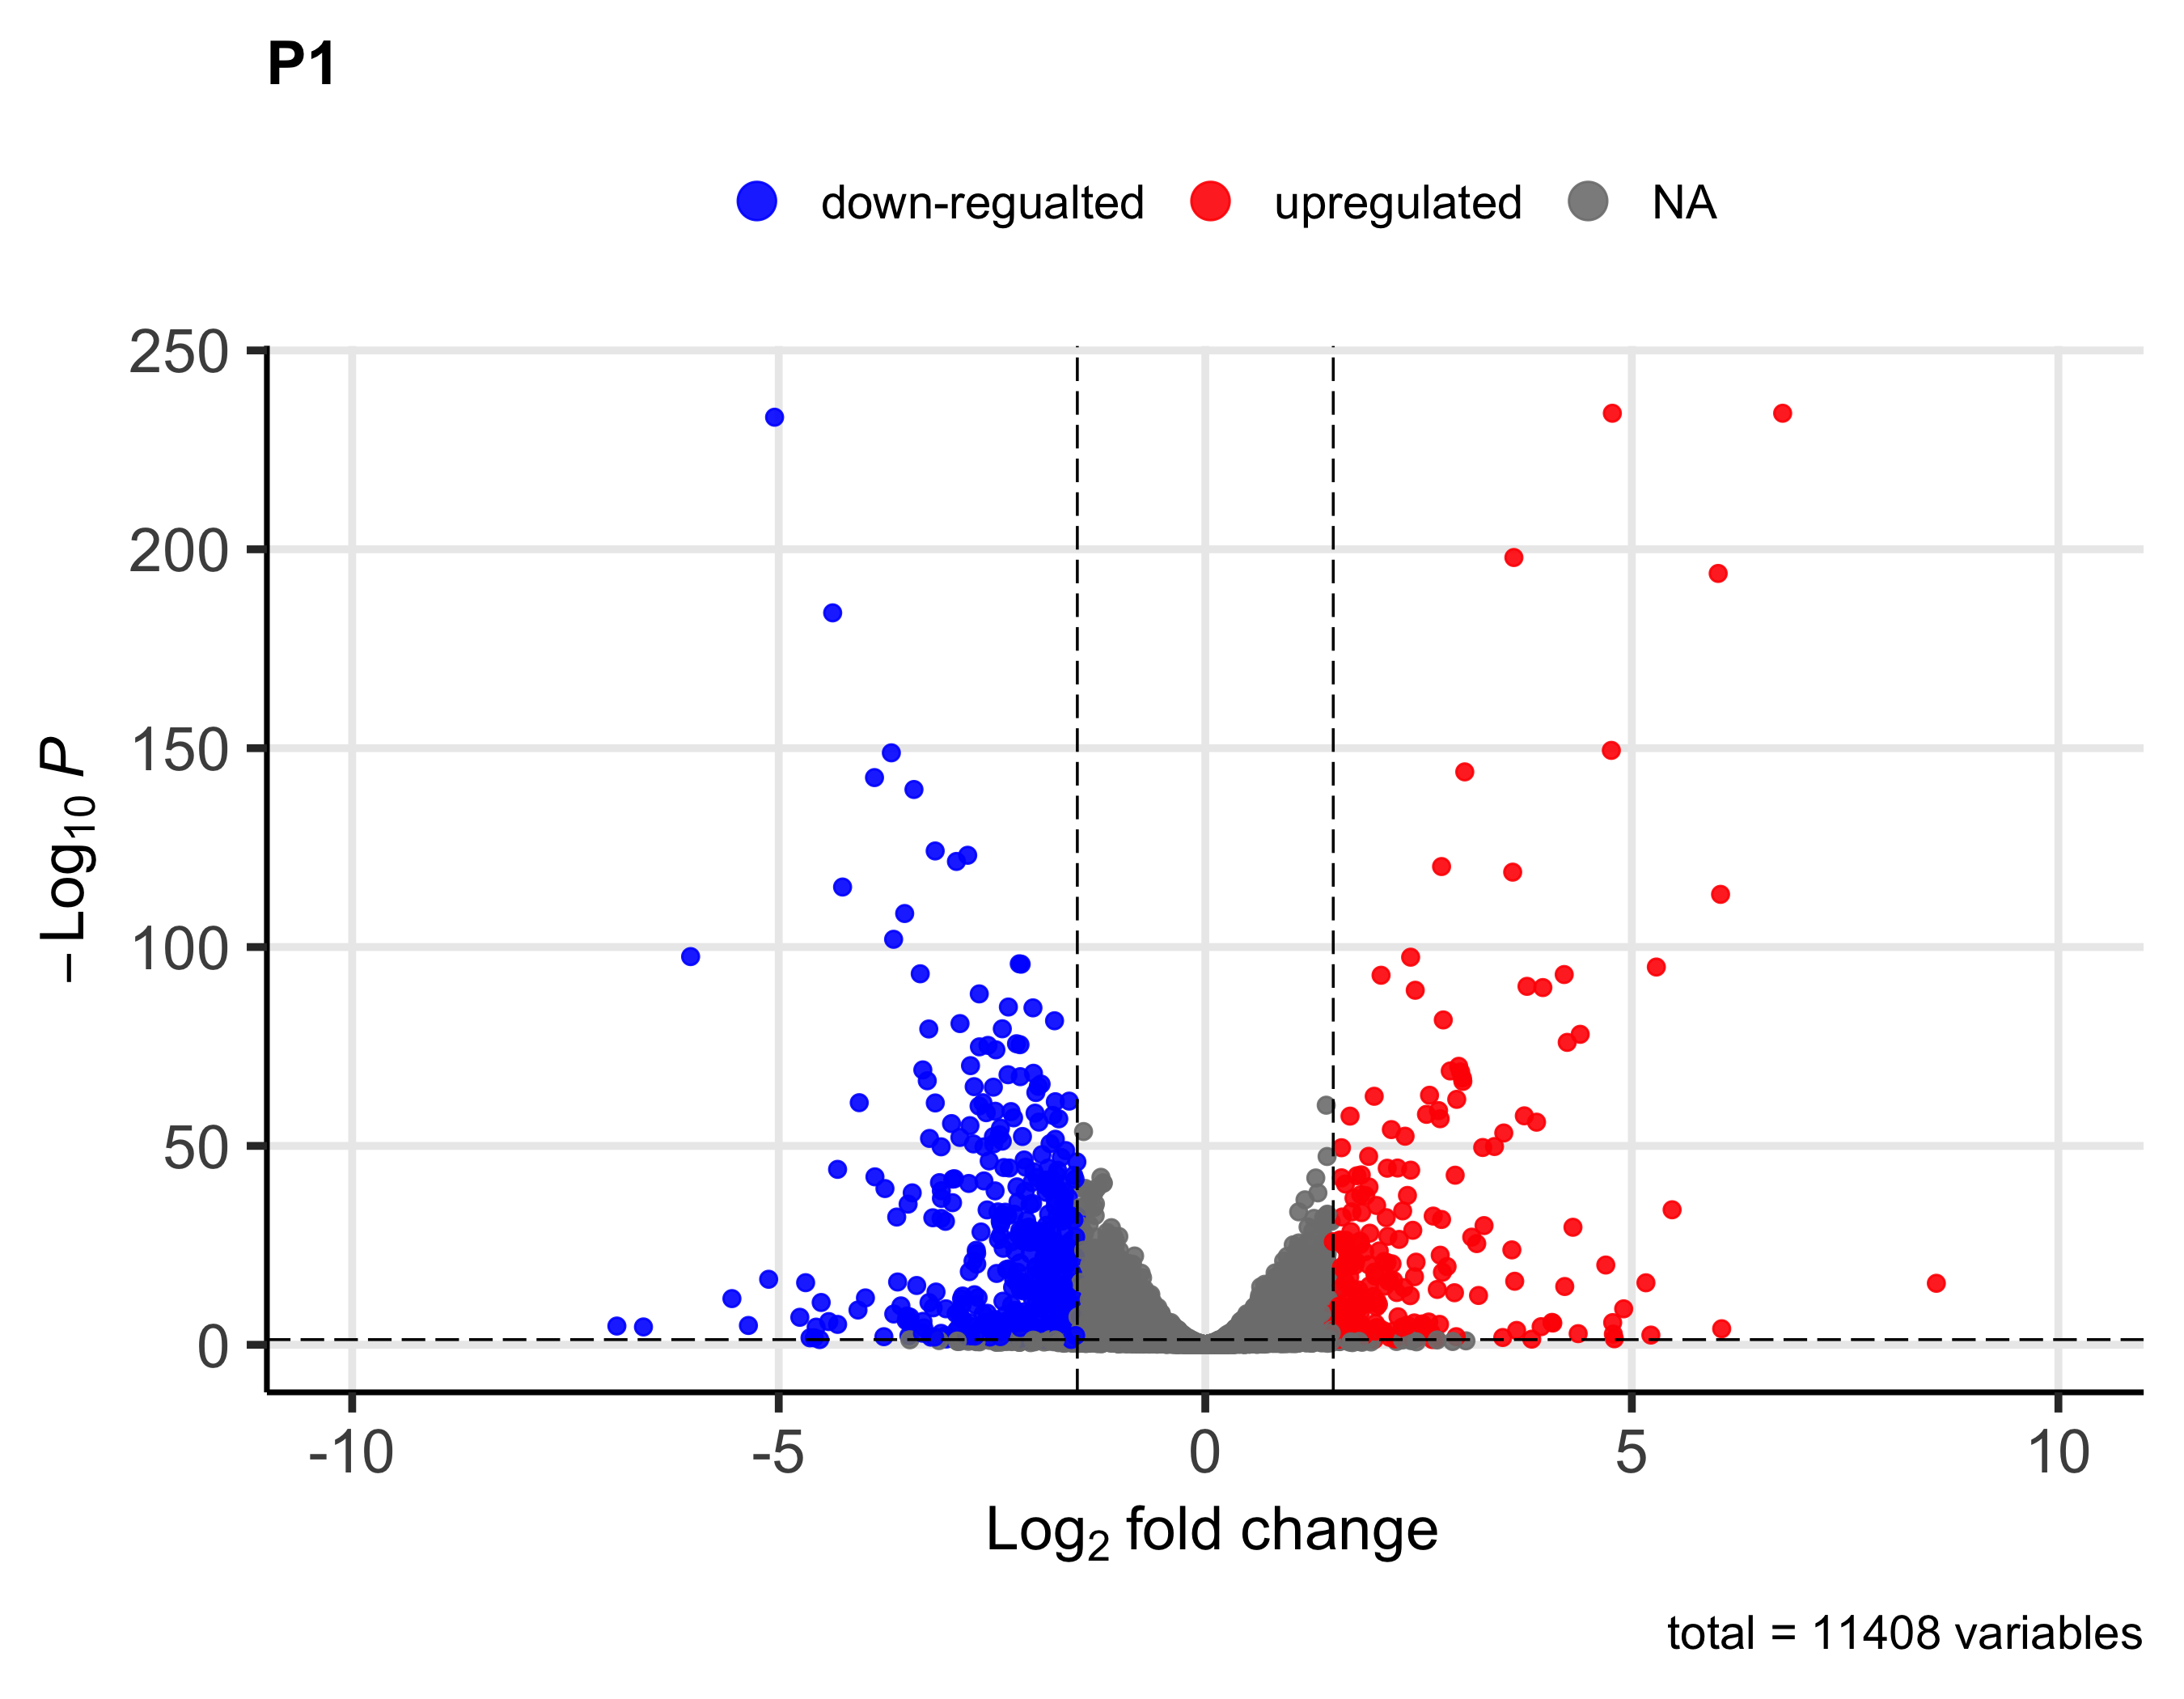 P1
down-regualted upregulated NA
250
200
150
100
50
0
−Log10 P
-10 -5 0 5 10
Log2 fold change
total = 11408 variables